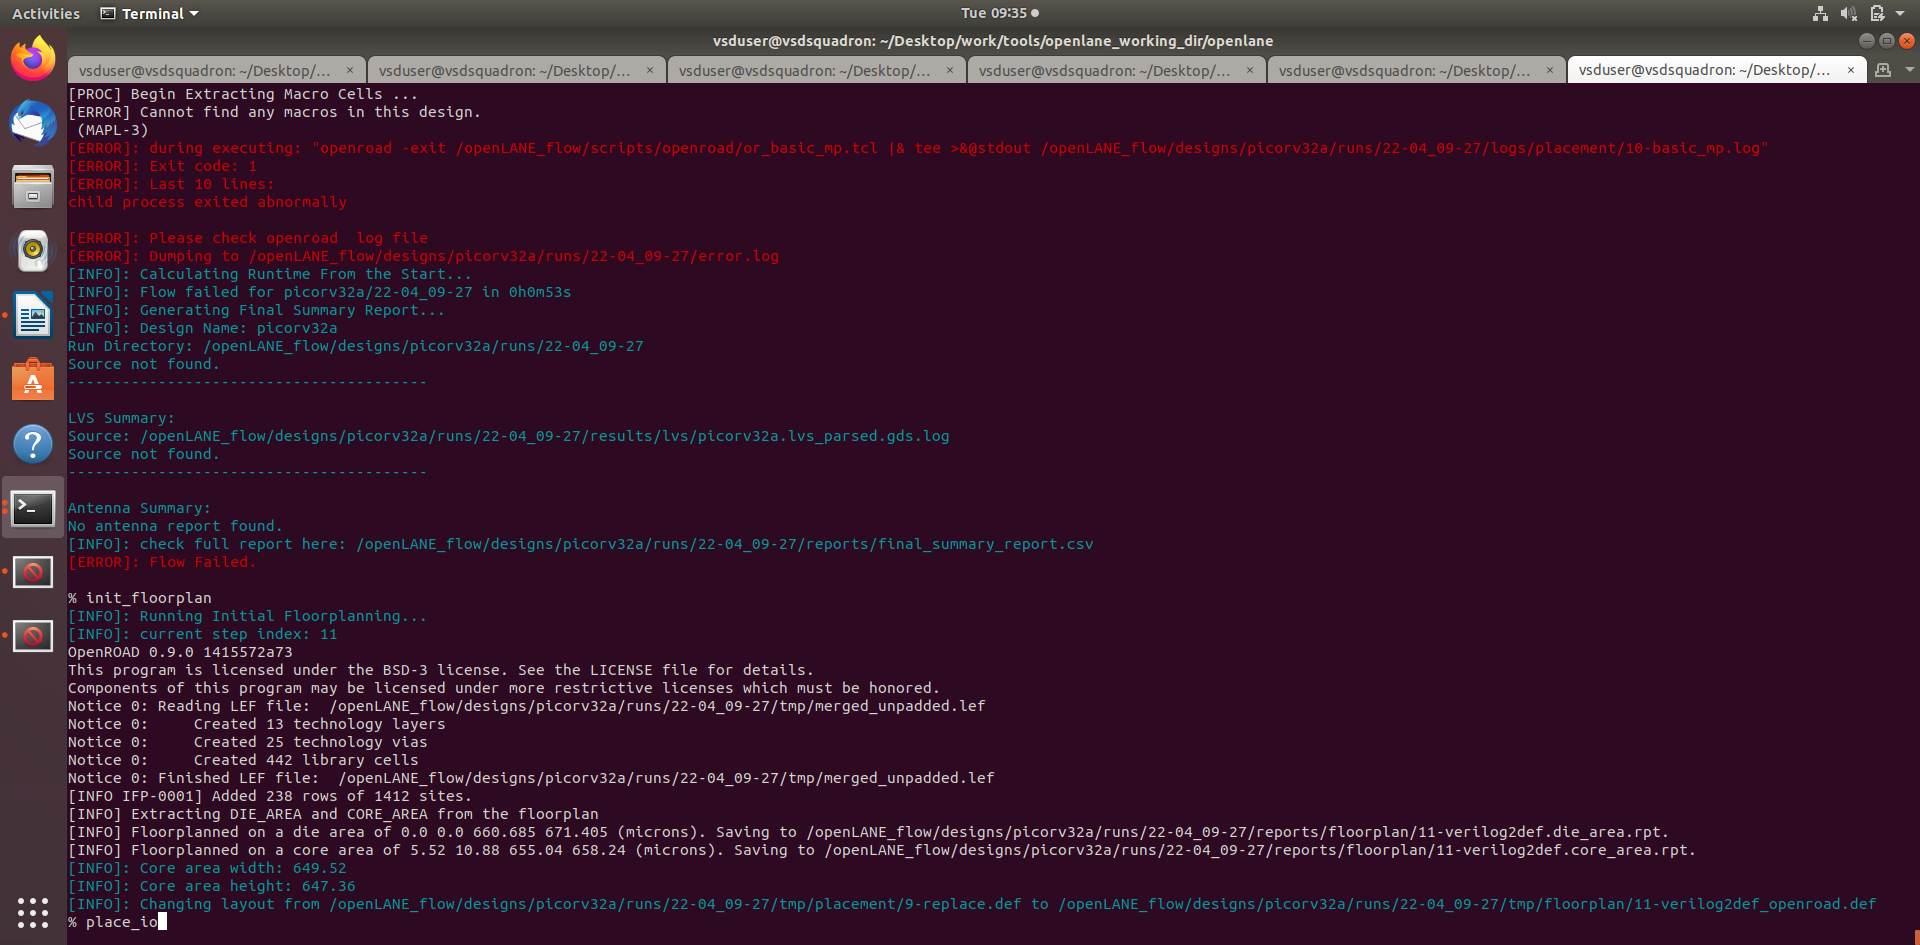 Activities
Terminal
Tue 09:35
vsduser@vsdsquadron: ~/Desktop/work/tools/openlane_working_dir/openlane
vsduser@vsdsquadron: ~/Desktop/... × vsduser@vsdsquadron: ~/Desktop/... × vsduser@vsdsquadron: ~/Desktop/... × vsduser@vsdsquadron: ~/Desktop/... × vsduser@vsdsquadron: ~/Desktop/... × vsduser@vsdsquadron: ~/Desktop/... ×
[PROC] Begin Extracting Macro Cells ...
[ERROR] Cannot find any macros in this design.
 (MAPL-3)
[ERROR]: during executing: "openroad -exit /openLANE_flow/scripts/openroad/or_basic_mp.tcl |& tee >&@stdout /openLANE_flow/designs/picorv32a/runs/22-04_09-27/logs/placement/10-basic_mp.log"
[ERROR]: Exit code: 1
[ERROR]: Last 10 lines:
child process exited abnormally
[ERROR]: Please check openroad  log file
[ERROR]: Dumping to /openLANE_flow/designs/picorv32a/runs/22-04_09-27/error.log
[INFO]: Calculating Runtime From the Start...
[INFO]: Flow failed for picorv32a/22-04_09-27 in 0h0m53s
[INFO]: Generating Final Summary Report...
[INFO]: Design Name: picorv32a
Run Directory: /openLANE_flow/designs/picorv32a/runs/22-04_09-27
Source not found.
----------------------------------------
LVS Summary:
Source: /openLANE_flow/designs/picorv32a/runs/22-04_09-27/results/lvs/picorv32a.lvs_parsed.gds.log
Source not found.
----------------------------------------
Antenna Summary:
No antenna report found.
[INFO]: check full report here: /openLANE_flow/designs/picorv32a/runs/22-04_09-27/reports/final_summary_report.csv
[ERROR]: Flow Failed.
% init_floorplan
[INFO]: Running Initial Floorplanning...
[INFO]: current step index: 11
OpenROAD 0.9.0 1415572a73
This program is licensed under the BSD-3 license. See the LICENSE file for details.
Components of this program may be licensed under more restrictive licenses which must be honored.
Notice 0: Reading LEF file:  /openLANE_flow/designs/picorv32a/runs/22-04_09-27/tmp/merged_unpadded.lef
Notice 0:     Created 13 technology layers
Notice 0:     Created 25 technology vias
Notice 0:     Created 442 library cells
Notice 0: Finished LEF file:  /openLANE_flow/designs/picorv32a/runs/22-04_09-27/tmp/merged_unpadded.lef
[INFO IFP-0001] Added 238 rows of 1412 sites.
[INFO] Extracting DIE_AREA and CORE_AREA from the floorplan
[INFO] Floorplanned on a die area of 0.0 0.0 660.685 671.405 (microns). Saving to /openLANE_flow/designs/picorv32a/runs/22-04_09-27/reports/floorplan/11-verilog2def.die_area.rpt.
[INFO] Floorplanned on a core area of 5.52 10.88 655.04 658.24 (microns). Saving to /openLANE_flow/designs/picorv32a/runs/22-04_09-27/reports/floorplan/11-verilog2def.core_area.rpt.
[INFO]: Core area width: 649.52
[INFO]: Core area height: 647.36
[INFO]: Changing layout from /openLANE_flow/designs/picorv32a/runs/22-04_09-27/tmp/placement/9-replace.def to /openLANE_flow/designs/picorv32a/runs/22-04_09-27/tmp/floorplan/11-verilog2def_openroad.def
% place_io